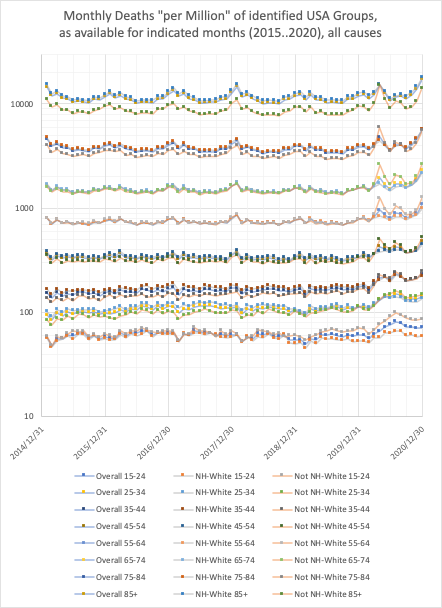 Monthly Deaths "per Million" of identified USA Groups,
as available for indicated months (2015..2020), all causes
10000
1000
100
10
2014/12/31
2015/12/31
2016/12/30
2017/12/30
2018/12/31
2019/12/31
2020/12/30
Overall 15-24 NH-White 15-24 Not NH-White 15-24
Overall 25-34 NH-White 25-34 Not NH-White 25-34
Overall 35-44 NH-White 35-44 Not NH-White 35-44
Overall 45-54 NH-White 45-54 Not NH-White 45-54
Overall 55-64 NH-White 55-64 Not NH-White 55-64
Overall 65-74 NH-White 65-74 Not NH-White 65-74
Overall 75-84 NH-White 75-84 Not NH-White 75-84
Overall 85+ NH-White 85+ Not NH-White 85+